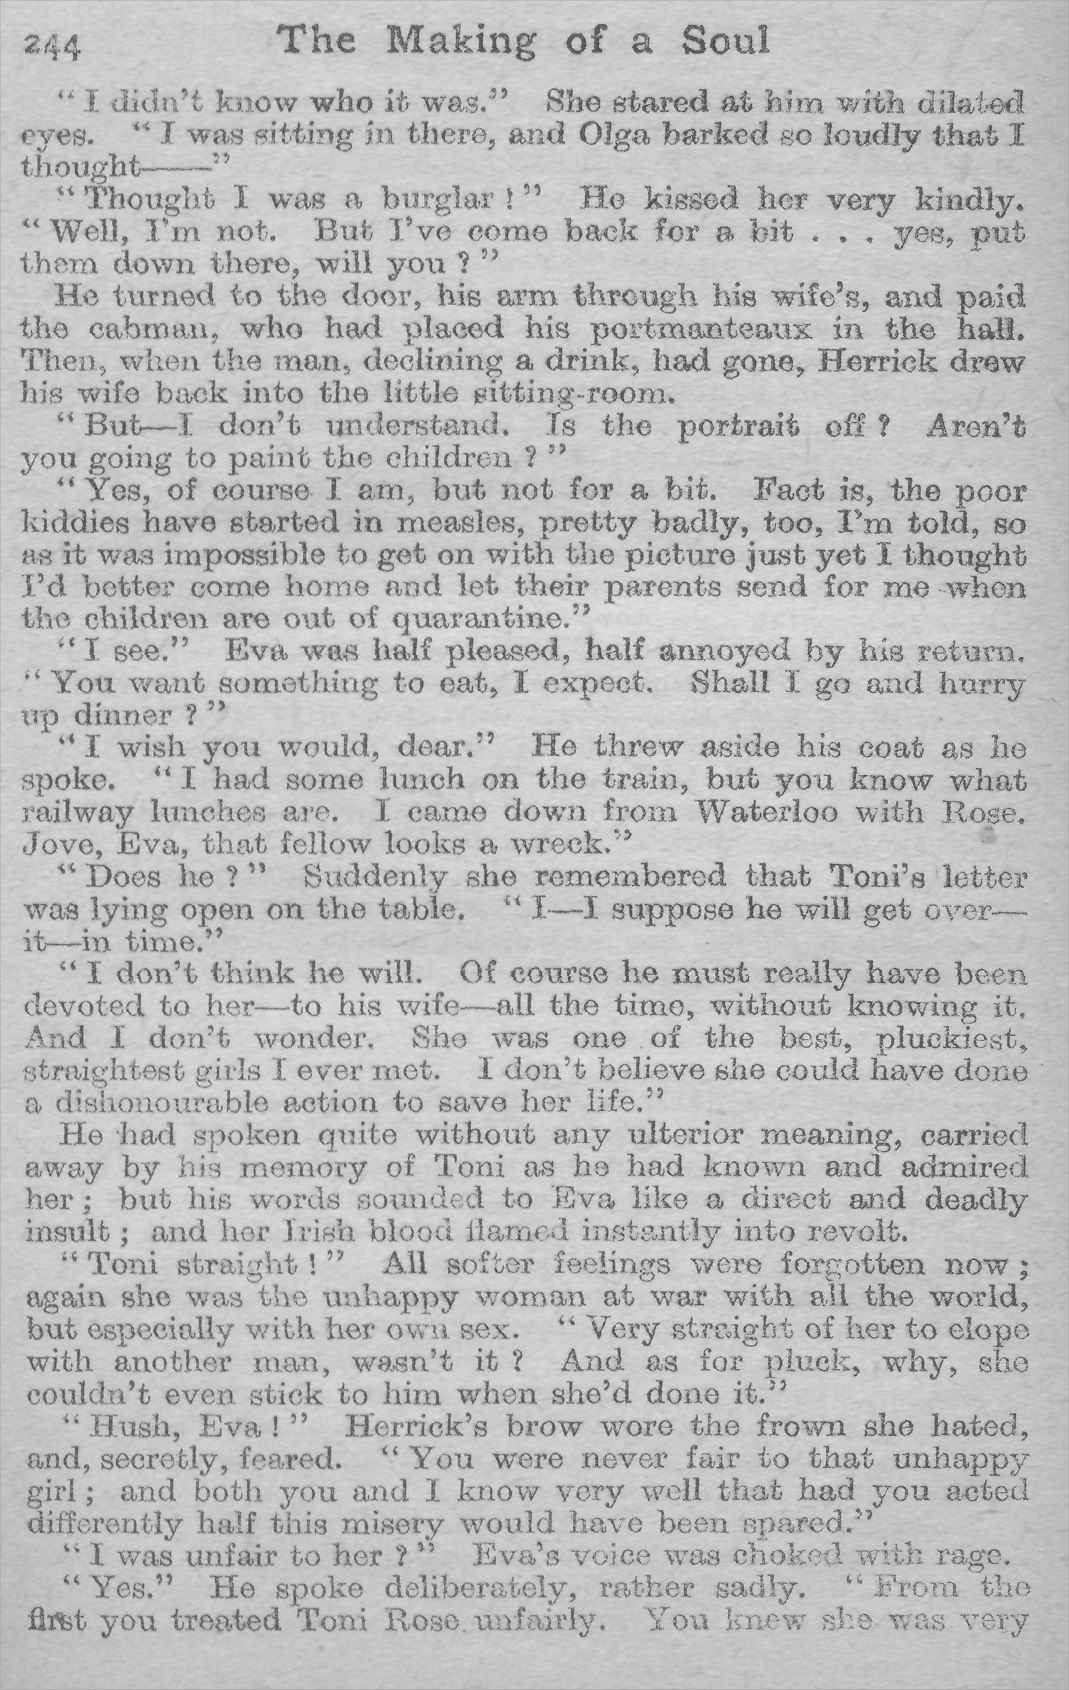 244 The Making of a Soul
“I didn’t know who it was.” She stared at him with dilated
eyes. “I was sitting in there, and Olga barked so loudly that I
thought——”
“Thought I was a burglar!” He kissed her very kindly.
“Well, I’m not. But I’ve come back for a bit . . . yes, put
them down there, will you?”
He turned to the door, his arm through his wife’s, and paid
the cabman, who had placed his portmanteaux in the hall.
Then, when the man, declining a drink, had gone, Herrick drew
his wife back into the little sitting-room.
“But—I don’t understand. Is the portrait off? Aren’t
you going to paint the children?”
“Yes, of course I am, but not for a bit. Fact is, the poor
kiddies have started in measles, pretty badly, too, I’m told, so
as it was impossible to get on with the picture just yet I thought
I’d better come home and let their parents send for me when
the children are out of quarantine.”
“I see.” Eva was half pleased, half annoyed by his return.
“You want something to eat, I expect. Shall I go and hurry
up dinner?”
“I wish you would, dear.” He threw aside his coat as he
spoke. “I had some lunch on the train, but you know what
railway lunches are. I came down from Waterloo with Rose.
Jove, Eva, that fellow looks a wreck.”
“Does he?” Suddenly she remembered that Toni’s letter
was lying open on the table. “I—I suppose he will get over—
it—in time.”
“I don’t think he will. Of course he must really have been
devoted to her—to his wife—all the time, without knowing it.
And I don’t wonder. She was one of the best, pluckiest,
straightest girls I ever met. I don’t believe she could have done
a dishonourable action to save her life.”
He had spoken quite without any ulterior meaning, carried
away by his memory of Toni as he had known and admired
her; but his words sounded to Eva like a direct and deadly
insult; and her Irish blood flamed instantly into revolt.
“Toni straight!” All softer feelings were forgotten now;
again she was the unhappy woman at war with all the world,
but especially with her own sex. “Very straight of her to elope
with another man, wasn’t it? And as for pluck, why, she
couldn’t even stick to him when she’d done it.”
“Hush, Eva!” Herrick’s brow wore the frown she hated,
and, secretly, feared. “You were never fair to that unhappy
girl; and both you and I know very well that had you acted
differently half this misery would have been spared.”
“I was unfair to her?” Eva’s voice was choked with rage.
“Yes.” He spoke deliberately, rather sadly. “From the
first you treated Toni Rose unfairly. You knew she was very